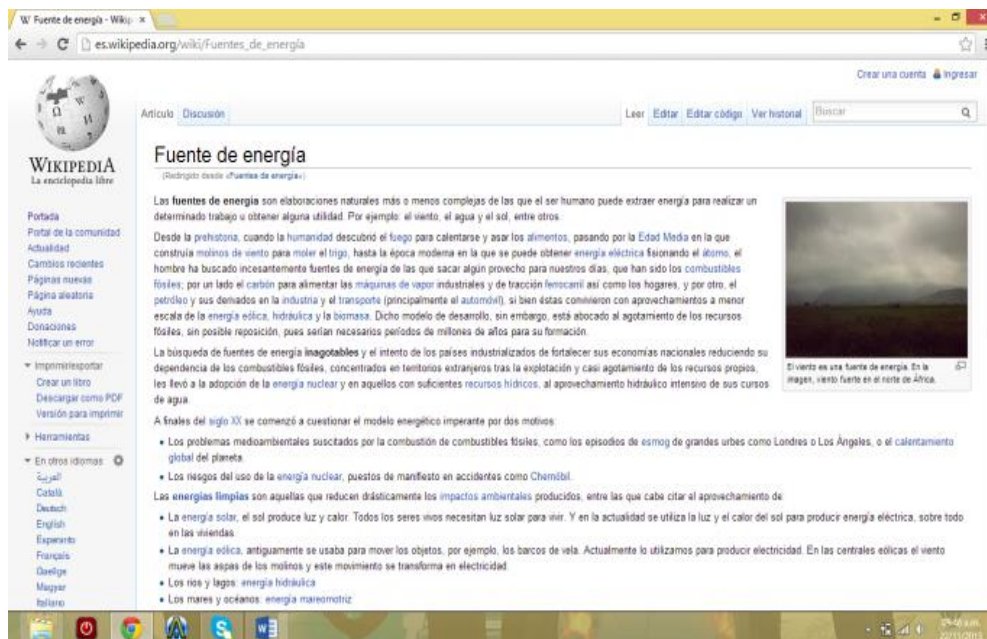 W Fuente de energía - Wikip
es.wikipedia.org/wiki/Fuentes_de_energía
Crear una cuenta Ingresar
Artículo Discusión Leer Editar Editar código Ver historial Buscar
WIKIPEDIA
La enciclopedia libre
Portada
Portal de la comunidad
Actualidad
Cambios recientes
Páginas nuevas
Página aleatoria
Ayuda
Donaciones
Notificar un error
Imprimir/exportar
Crear un libro
Descargar como PDF
Versión para imprimir
Herramientas
En otros idiomas
العربية
Català
Deutsch
English
Esperanto
Français
Gaeilge
Magyar
Italiano
Fuente de energía
(Redirigido desde «Fuentes de energía»)
Las fuentes de energía son elaboraciones naturales más o menos complejas de las que el ser humano puede extraer energía para realizar un
determinado trabajo u obtener alguna utilidad. Por ejemplo: el viento, el agua y el sol, entre otros.
Desde la prehistoria, cuando la humanidad descubrió el fuego para calentarse y asar los alimentos, pasando por la Edad Media en la que
construía molinos de viento para moler el trigo, hasta la época moderna en la que se puede obtener energía eléctrica fisionando el átomo, el
hombre ha buscado incesantemente fuentes de energía de las que sacar algún provecho para nuestros días, que han sido los combustibles
fósiles; por un lado el carbón para alimentar las máquinas de vapor industriales y de tracción ferrocarril así como los hogares, y por otro, el
petróleo y sus derivados en la industria y el transporte (principalmente el automóvil), si bien éstas convivieron con aprovechamientos a menor
escala de la energía eólica, hidráulica y la biomasa. Dicho modelo de desarrollo, sin embargo, está abocado al agotamiento de los recursos
fósiles, sin posible reposición, pues serían necesarios períodos de millones de años para su formación.
La búsqueda de fuentes de energía inagotables y el intento de los países industrializados de fortalecer sus economías nacionales reduciendo su
dependencia de los combustibles fósiles, concentrados en territorios extranjeros tras la explotación y casi agotamiento de los recursos propios,
les llevó a la adopción de la energía nuclear y en aquellos con suficientes recursos hídricos, al aprovechamiento hidráulico intensivo de sus cursos
de agua.
El viento es una fuente de energía. En la
imagen, viento fuerte en el norte de África.
A finales del siglo XX se comenzó a cuestionar el modelo energético imperante por dos motivos:
Los problemas medioambientales suscitados por la combustión de combustibles fósiles, como los episodios de esmog de grandes urbes como Londres o Los Ángeles, o el calentamiento
global del planeta.
Los riesgos del uso de la energía nuclear, puestos de manifiesto en accidentes como Chernóbil.
Las energías limpias son aquellas que reducen drásticamente los impactos ambientales producidos, entre las que cabe citar el aprovechamiento de:
La energía solar, el sol produce luz y calor. Todos los seres vivos necesitan luz solar para vivir. Y en la actualidad se utiliza la luz y el calor del sol para producir energía eléctrica, sobre todo
en las viviendas.
La energía eólica, antiguamente se usaba para mover los objetos, por ejemplo, los barcos de vela. Actualmente lo utilizamos para producir electricidad. En las centrales eólicas el viento
mueve las aspas de los molinos y este movimiento se transforma en electricidad.
Los ríos y lagos: energía hidráulica
Los mares y océanos: energía mareomotriz